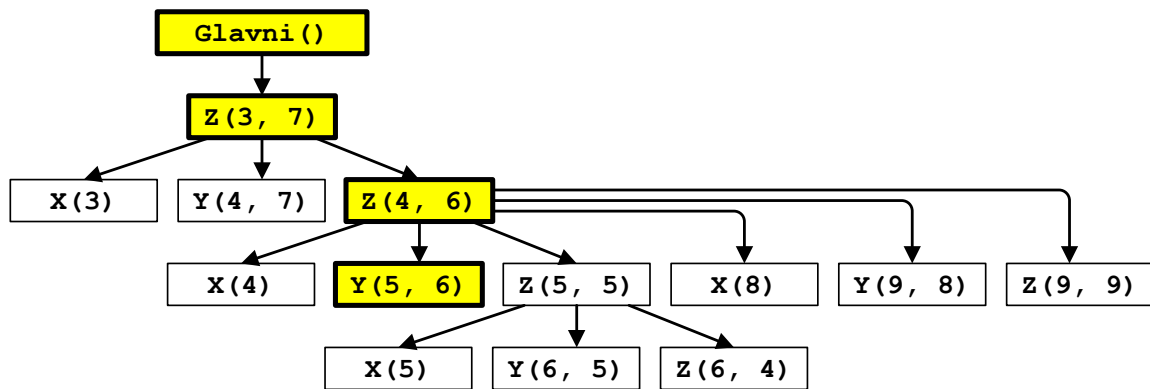 Glavni()
Z(3, 7)
X(3) Y(4, 7) Z(4, 6)
X(4) Y(5, 6) Z(5, 5) X(8) Y(9, 8) Z(9, 9)
X(5) Y(6, 5) Z(6, 4)